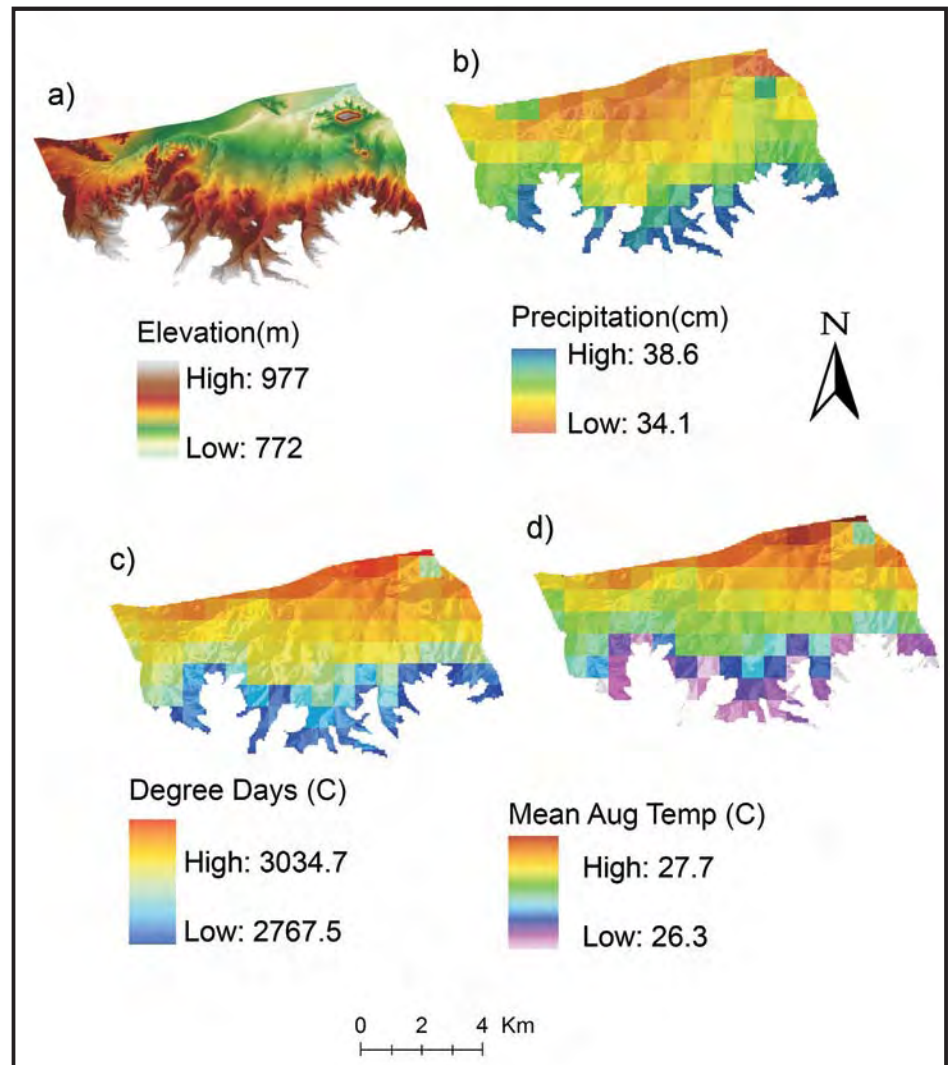 a)
b)
Elevation(m)
High: 977
Low: 772
Precipitation(cm)
High: 38.6
Low: 34.1
N
c)
d)
Degree Days (C)
High: 3034.7
Low: 2767.5
Mean Aug Temp (C)
High: 27.7
Low: 26.3
0 2 4 Km